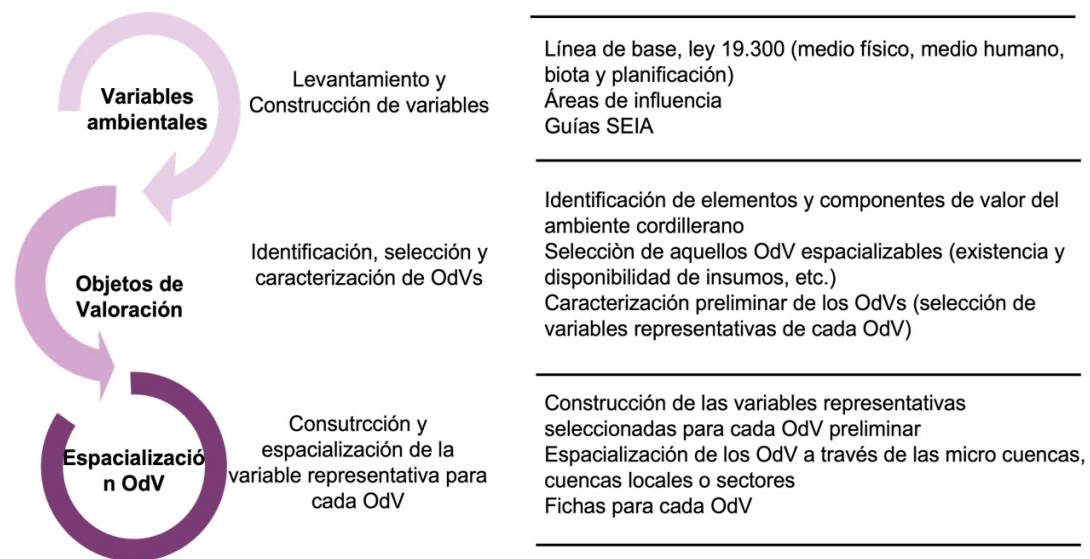 Variables
ambientales
Levantamiento y
Construcción de variables
Línea de base, ley 19.300 (medio físico, medio humano,
biota y planificación)
Áreas de influencia
Guías SEIA
Objetos de
Valoración
Identificación, selección y
caracterización de OdVs
Identificación de elementos y componentes de valor del
ambiente cordillerano
Selecciòn de aquellos OdV espacializables (existencia y
disponibilidad de insumos, etc.)
Caracterización preliminar de los OdVs (selección de
variables representativas de cada OdV)
Espacializació
n OdV
Consutrcción y
espacialización de la
variable representativa para
cada OdV
Construcción de las variables representativas
seleccionadas para cada OdV preliminar
Espacialización de los OdV a través de las micro cuencas,
cuencas locales o sectores
Fichas para cada OdV